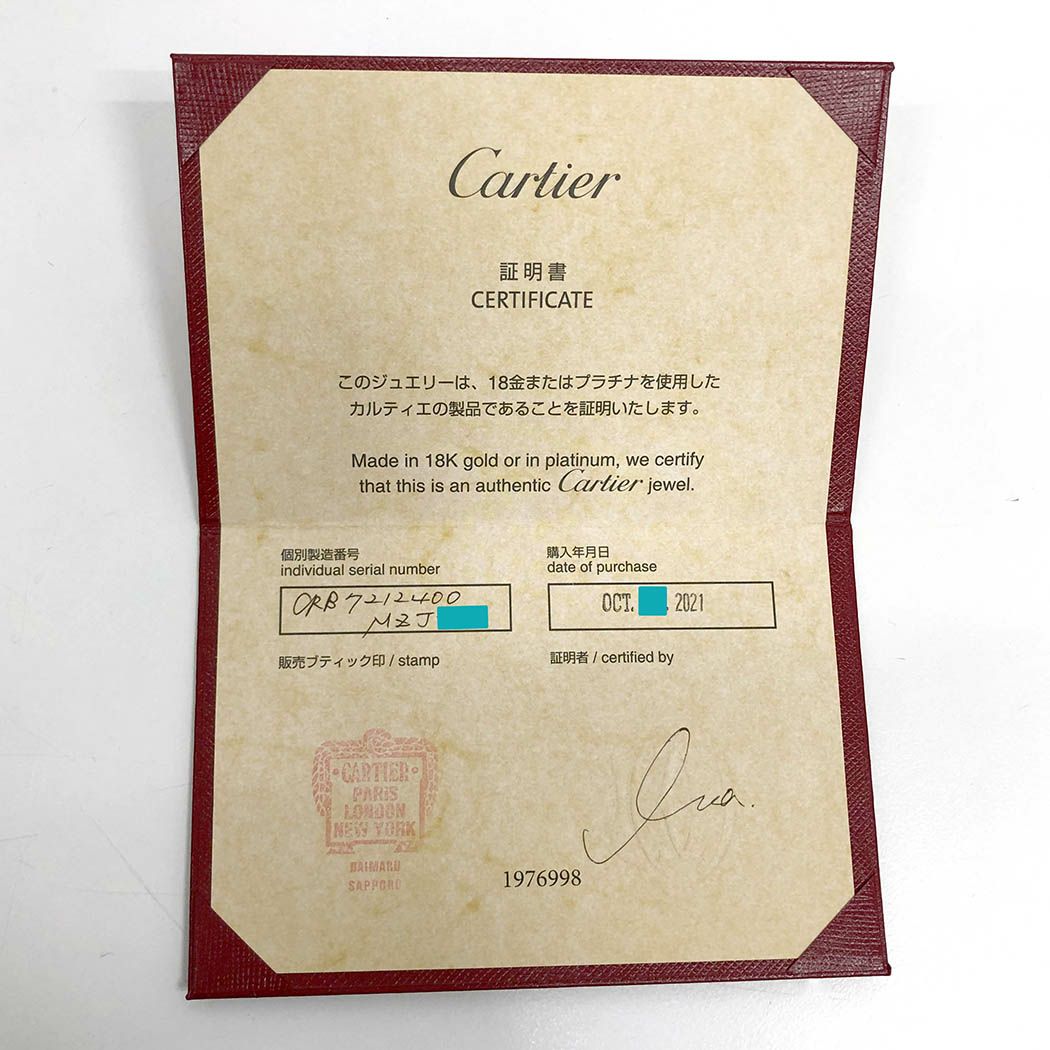 Cartier
証明書
CERTIFICATE
このジュエリーは、18金またはプラチナを使用した
カルティエの製品であることを証明いたします。
Made in 18K gold or in platinum, we certify
that this is an authentic Cartier jewel.
個別製造番号
individual serial number
CRB7212400
MZJ
購入年月日
date of purchase
OCT. 2021
販売ブティック印 / stamp
証明者 / certified by
CARTIER
PARIS
LONDON
NEW YORK
DAIMARU
SAPPORO
1976998